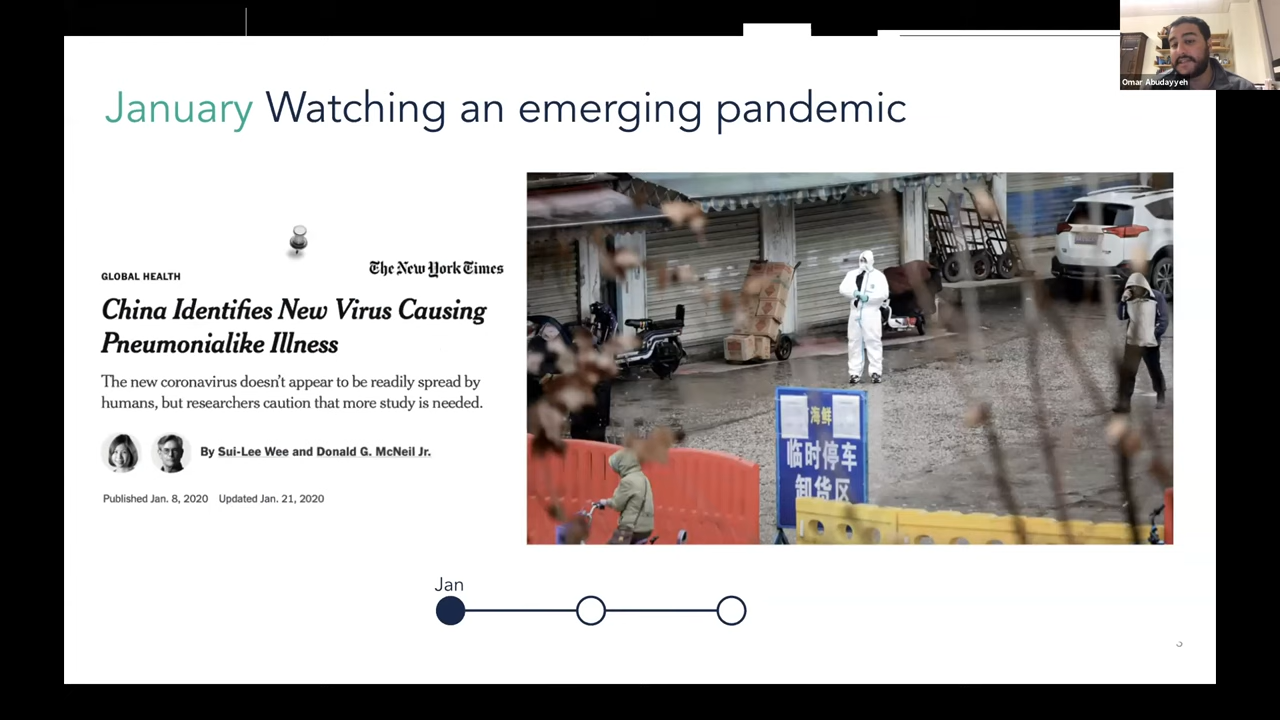 Omar Abudayyeh
January Watching an emerging pandemic
The New York Times
GLOBAL HEALTH
China Identifies New Virus Causing
Pneumonialike Illness
The new coronavirus doesn't appear to be readily spread by
humans, but researchers caution that more study is needed.
By Sui-Lee Wee and Donald G. McNeil Jr.
Published Jan. 8, 2020 Updated Jan. 21, 2020
海鲜
临时停车
卸货区
Jan